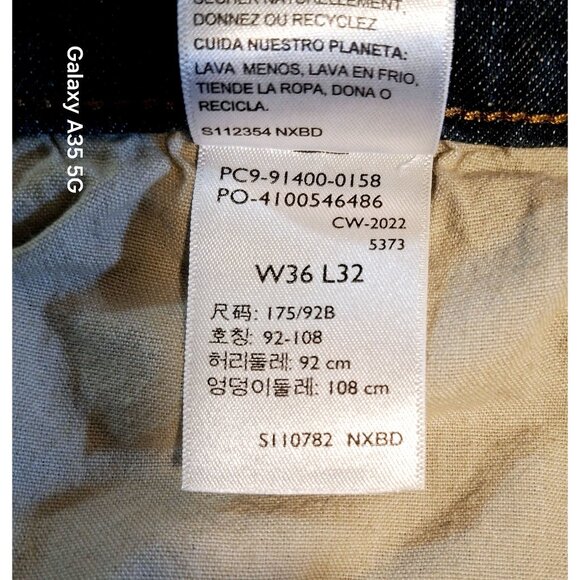 SÉCHER NATURELLEMENT,
DONNEZ OU RECYCLEZ
CUIDA NUESTRO PLANETA:
LAVA MENOS, LAVA EN FRIO,
TIENDE LA ROPA, DONA O
RECICLA.
S112354 NXBD
PC9-91400-0158
PO-4100546486
CW-2022
5373
W36 L32
尺码: 175/92B
호칭: 92-108
허리둘레: 92 cm
엉덩이둘레: 108 cm
S110782 NXBD
Galaxy A35 5G